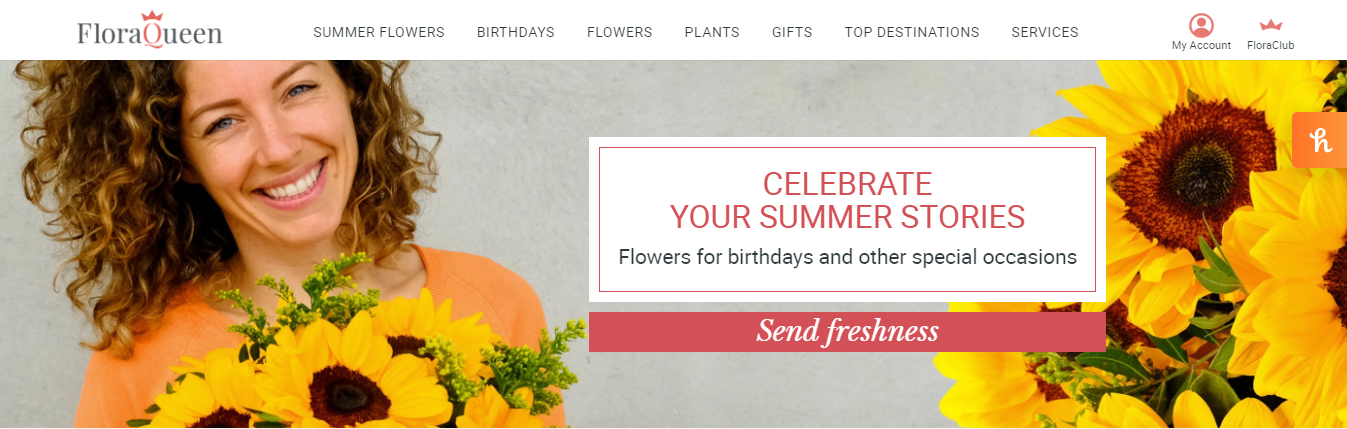 FloraQueen
SUMMER FLOWERS BIRTHDAYS FLOWERS PLANTS GIFTS TOP DESTINATIONS SERVICES
My Account FloraClub
h
CELEBRATE
YOUR SUMMER STORIES
Flowers for birthdays and other special occasions
Send freshness